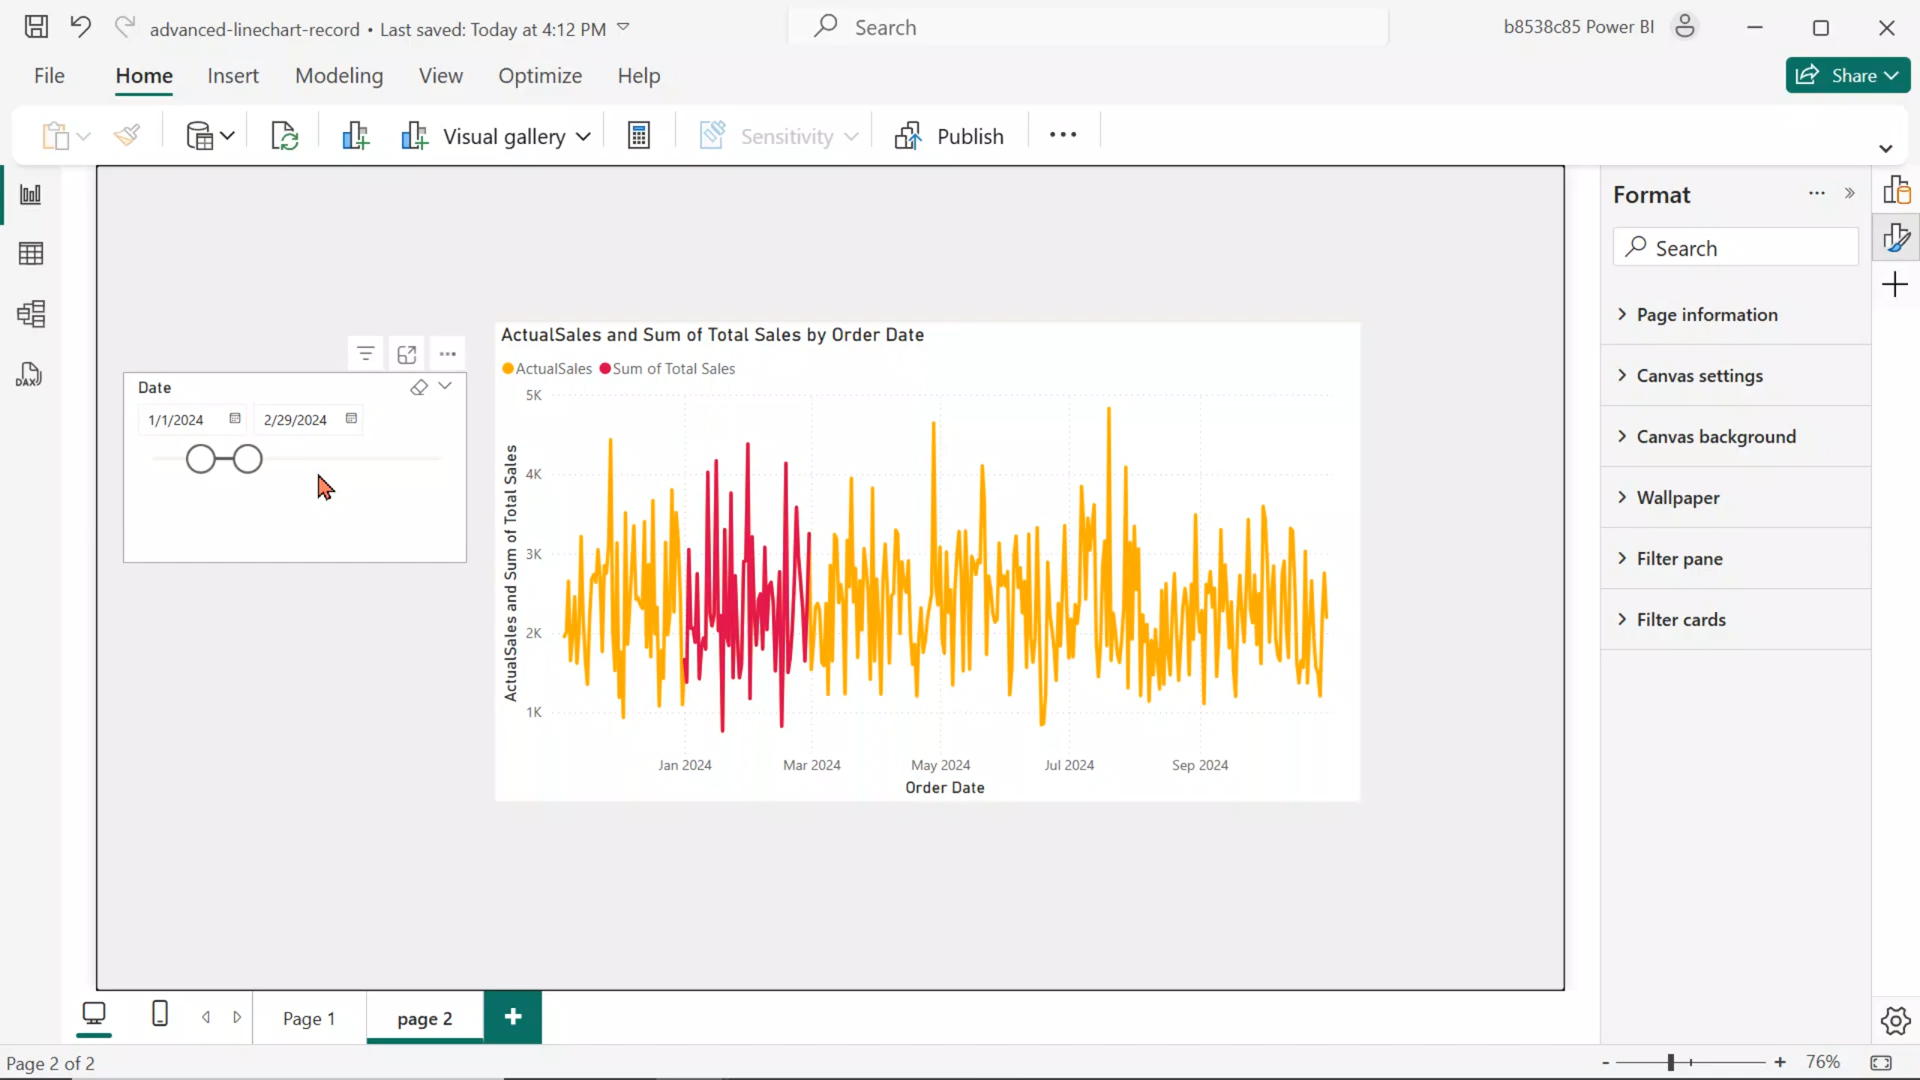 advanced-linechart-record • Last saved: Today at 4:12 PM
Search
b8538c85 Power BI
File
Home
Insert
Modeling
View
Optimize
Help
Share
Visual gallery
Sensitivity
Publish
DAX
Date
1/1/2024
2/29/2024
ActualSales and Sum of Total Sales by Order Date
ActualSales
Sum of Total Sales
ActualSales and Sum of Total Sales
5K
4K
3K
2K
1K
Jan 2024
Mar 2024
May 2024
Jul 2024
Sep 2024
Order Date
Format
Search
Page information
Canvas settings
Canvas background
Wallpaper
Filter pane
Filter cards
Page 1
page 2
Page 2 of 2
- + 76%